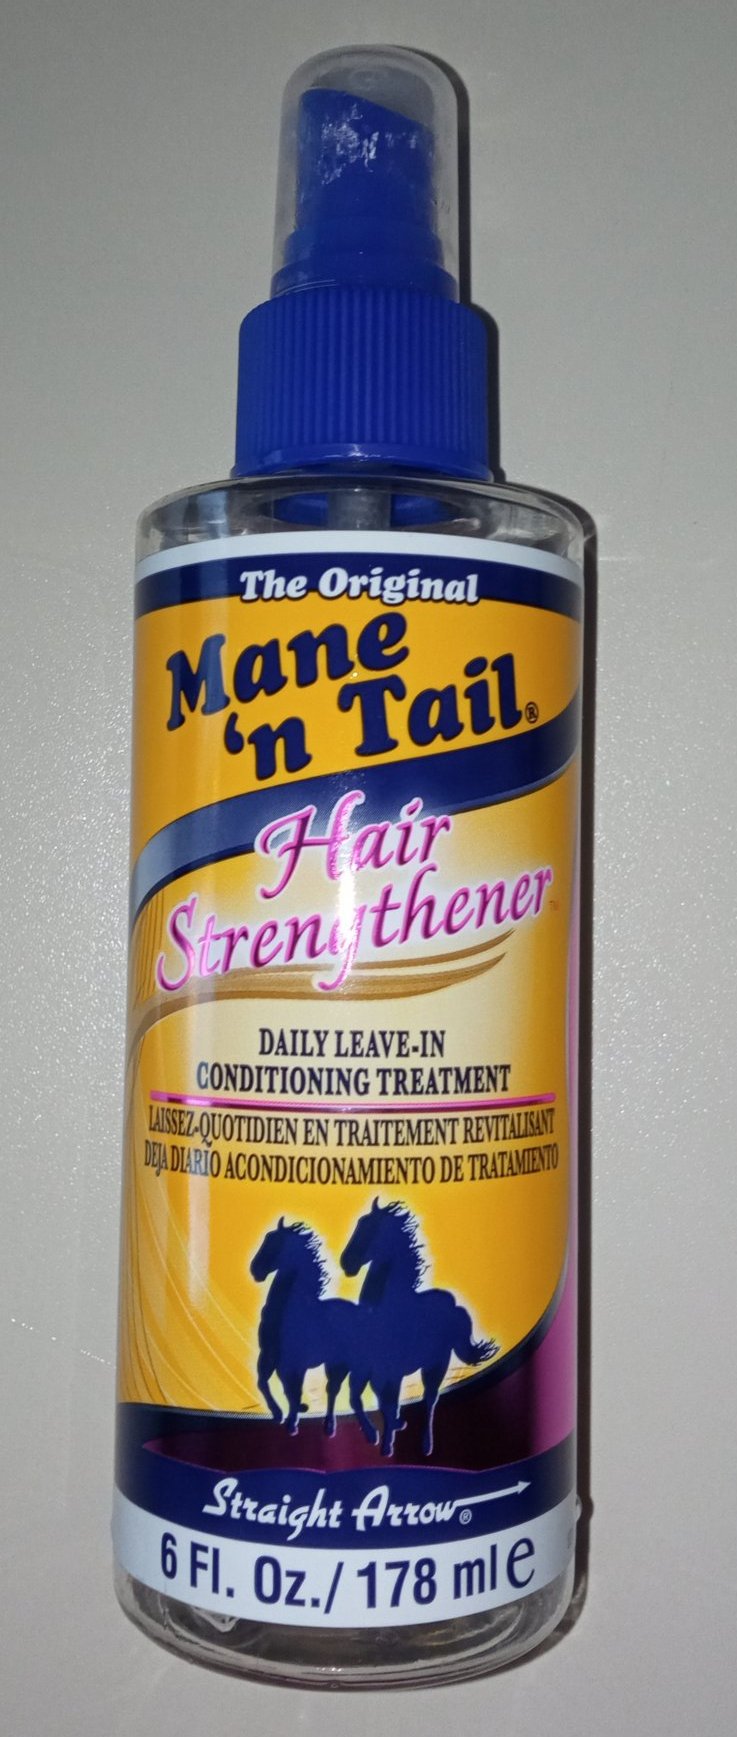 The Original
Mane
'n Tail®
Hair
Strengthener™
DAILY LEAVE-IN
CONDITIONING TREATMENT
LAISSEZ-QUOTIDIEN EN TRAITEMENT REVITALISANT
DEJA DIARIO ACONDICIONAMIENTO DE TRATAMIENTO
Straight Arrow®
6 Fl. Oz./ 178 ml e